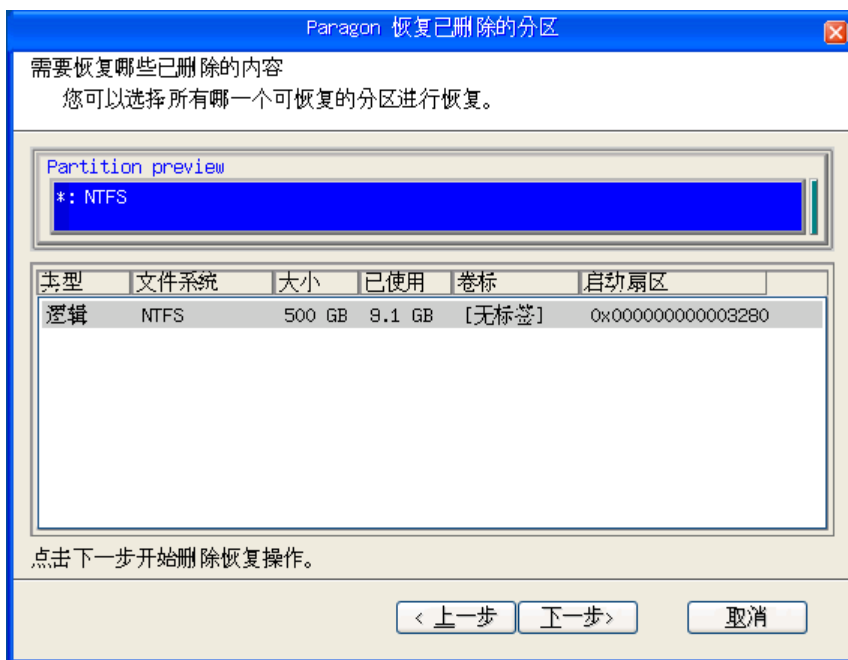 Paragon 恢复已删除的分区
需要恢复哪些已删除的内容
您可以选择所有哪一个可恢复的分区进行恢复。
Partition preview
*: NTFS
类型 文件系统 大小 已使用 卷标 启动扇区
逻辑 NTFS 500 GB 9.1 GB [无标签] 0x000000000003280
点击下一步开始删除恢复操作。
<上一步 下一步> 取消